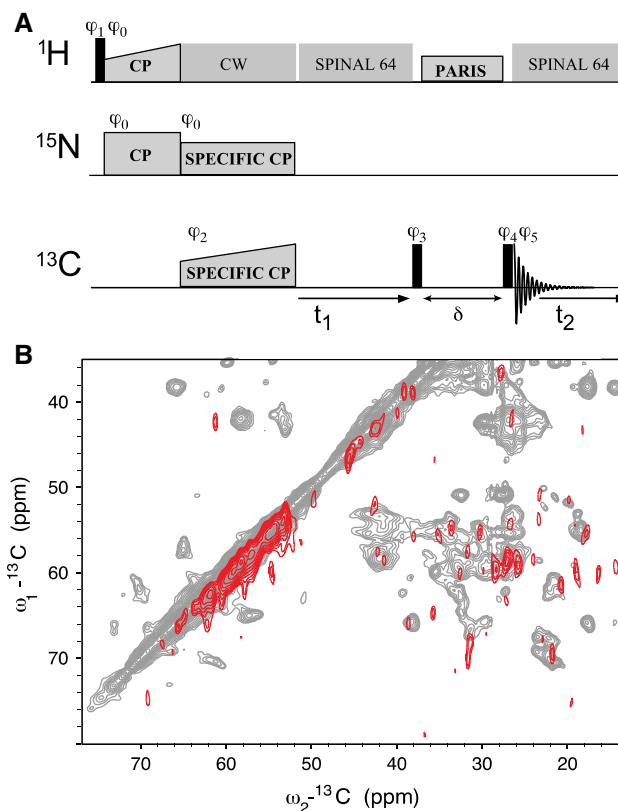 A
φ1 φ0
1H
CP
CW
SPINAL 64
PARIS
SPINAL 64
φ0
φ0
15N
CP
SPECIFIC CP
φ2
φ3
φ4 φ5
13C
SPECIFIC CP
t1
δ
t2
B
40
50
60
70
ω1-13C (ppm)
70
60
50
40
30
20
ω2-13C (ppm)